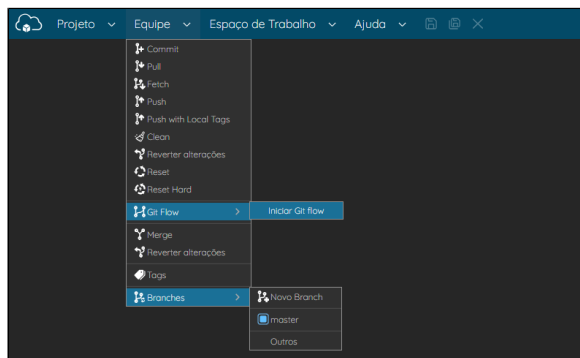 Projeto Equipe Espaço de Trabalho Ajuda
Commit
Pull
Fetch
Push
Push with Local Tags
Clean
Reverter alterações
Reset
Reset Hard
Git Flow
Iniciar Git flow
Merge
Reverter alterações
Tags
Branches
Novo Branch
master
Outros